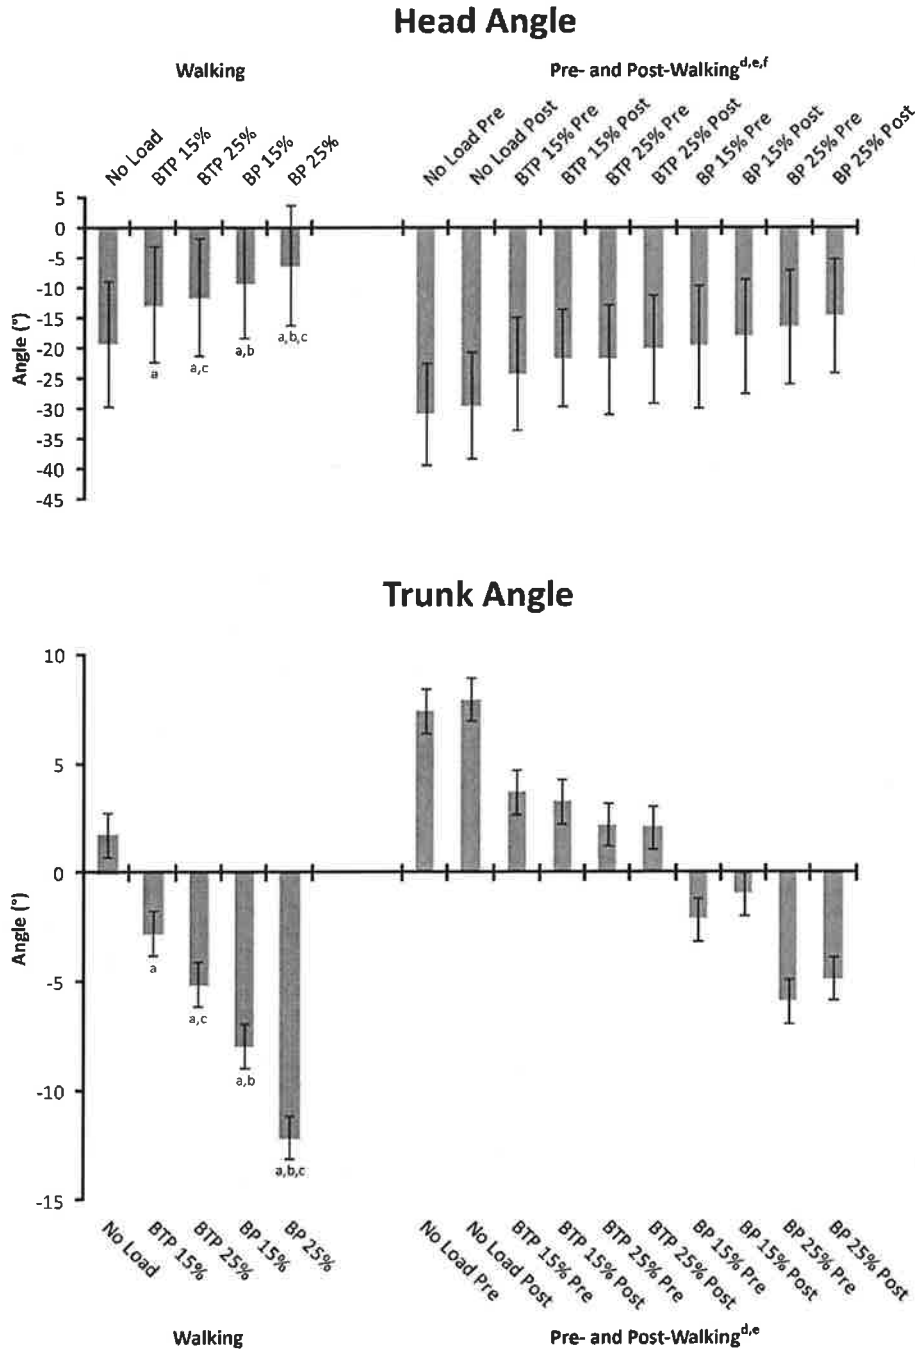 Head Angle
Walking
Pre- and Post-Walkingd,e,f
No Load
BTP 15%
BTP 25%
BP 15%
BP 25%
No Load Pre
No Load Post
BTP 15% Pre
BTP 15% Post
BTP 25% Pre
BTP 25% Post
BP 15% Pre
BP 15% Post
BP 25% Pre
BP 25% Post
5
0
-5
-10
-15
-20
-25
-30
-35
-40
-45
Angle (°)
a
a,c
a,b
a,b,c
Trunk Angle
10
5
0
-5
-10
-15
Angle (°)
a
a,c
a,b
a,b,c
No Load
BTP 15%
BTP 25%
BP 15%
BP 25%
No Load Pre
No Load Post
BTP 15% Pre
BTP 15% Post
BTP 25% Pre
BTP 25% Post
BP 15% Pre
BP 15% Post
BP 25% Pre
BP 25% Post
Walking
Pre- and Post-Walkingd,e